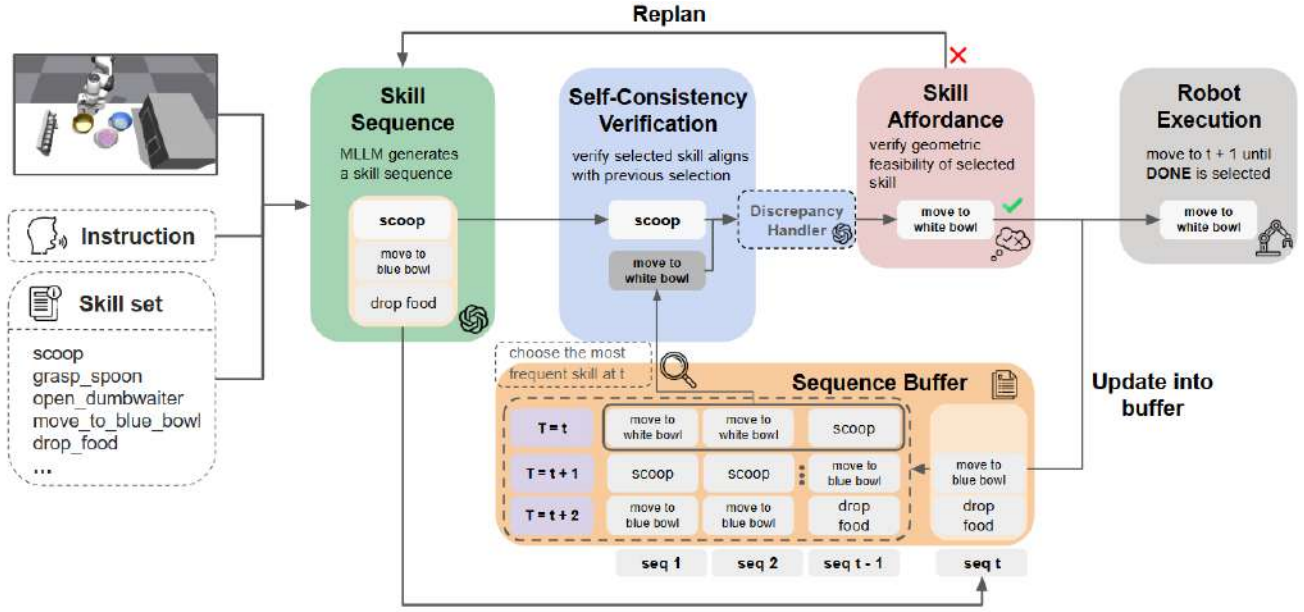 Replan
Skill
Sequence
MLLM generates
a skill sequence
scoop
move to
blue bowl
drop food
Self-Consistency
Verification
verify selected skill aligns
with previous selection
scoop
move to
white bowl
Discrepancy
Handler
Skill
Affordance
verify geometric
feasibility of selected
skill
move to
white bowl
Robot
Execution
move to t + 1 until
DONE is selected
move to
white bowl
Instruction
Skill set
scoop
grasp_spoon
open_dumbwaiter
move_to_blue_bowl
drop_food
...
choose the most
frequent skill at t
Sequence Buffer
Update into
buffer
T = t
move to
white bowl
move to
white bowl
scoop
T = t + 1
scoop
scoop
move to
blue bowl
move to
blue bowl
T = t + 2
move to
blue bowl
move to
blue bowl
drop
food
drop
food
seq 1
seq 2
seq t - 1
seq t